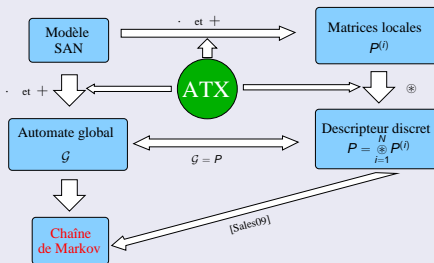 · et +
Modèle
SAN
Matrices locales
P^(i)
· et +
ATX
⊛
Automate global
𝒢
Descripteur discret
P = ⊛_{i=1}^{N} P^(i)
𝒢 = P
[Sales09]
Chaîne
de Markov